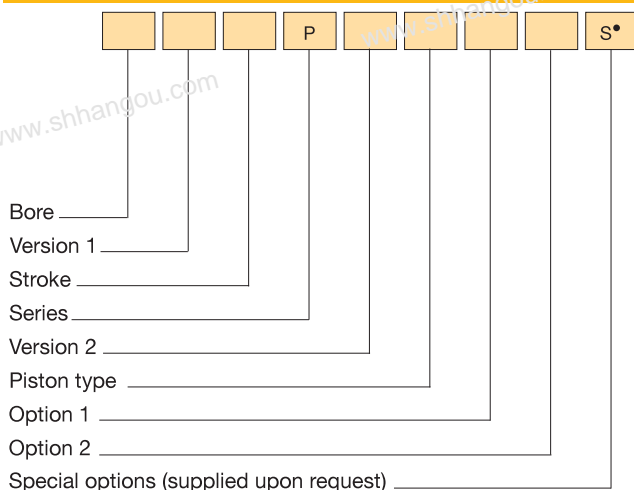 P
S•
www.shhangou
www.shhangou.com
Bore
Version 1
Stroke
Series
Version 2
Piston type
Option 1
Option 2
Special options (supplied upon request)